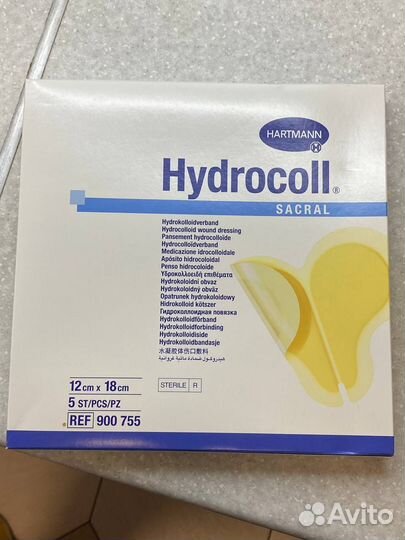 HARTMANN
Hydrocoll®
SACRAL
Hydrokolloidverband
Hydrocolloid wound dressing
Pansement hydrocolloïde
Hydrocolloïdverband
Medicazione idrocolloidale
Apósito hidrocoloidal
Penso hidrocoloide
Υδροκολλοειδή επιθέματα
Hydrokoloidní obvaz
Hydrokoloidný obväz
Opatrunek hydrokoloidowy
Hidrokolloid kötszer
Гидроколлоидная повязка
Hydrokolloidförband
Hydrokolloidforbinding
Hydrokolloidiside
Hydrokolloidbandasje
水凝胶体伤口敷料
12cm x 18cm
5 ST/PCS/PZ
STERILE R
REF 900 755
Avito